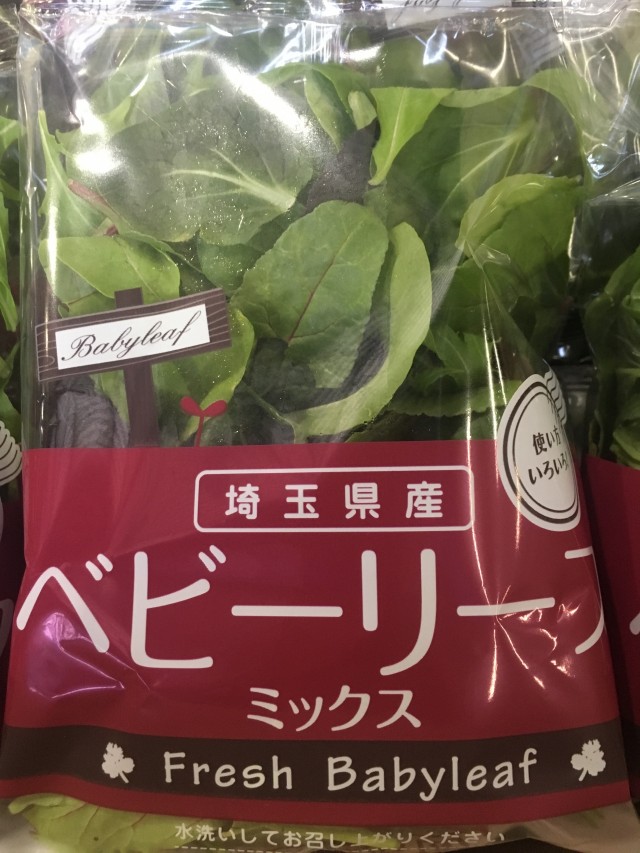 Babyleaf
使い方
いろいろ
埼玉県産
ベビーリーフ
ミックス
Fresh Babyleaf
水洗いしてお召し上がりください